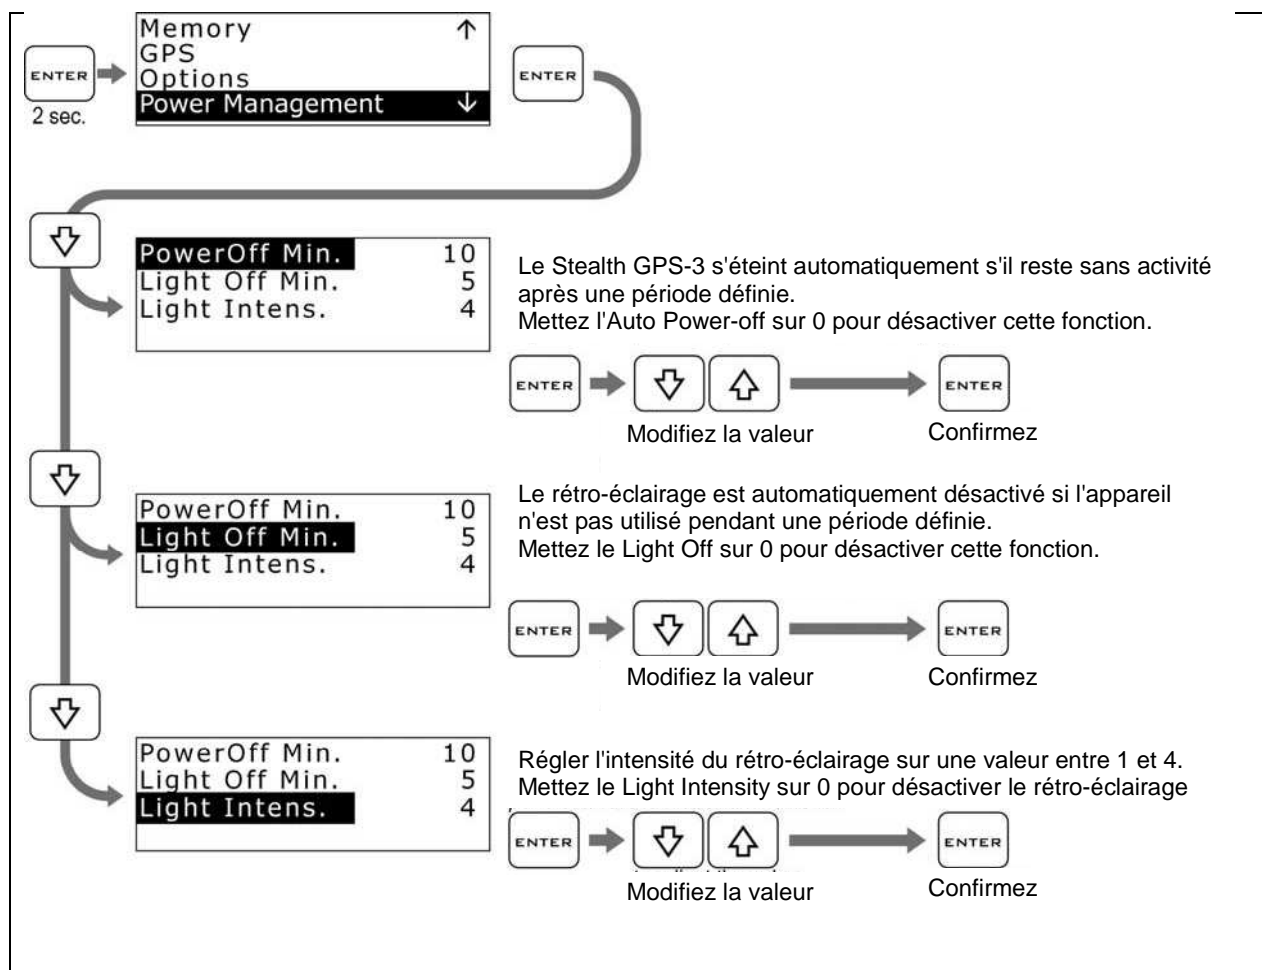 Memory ↑
GPS
ENTER
Options
ENTER
Power Management ↓
2 sec.
PowerOff Min. 10
Light Off Min. 5
Light Intens. 4
Le Stealth GPS-3 s'éteint automatiquement s'il reste sans activité
après une période définie.
Mettez l'Auto Power-off sur 0 pour désactiver cette fonction.
ENTER
ENTER
Modifiez la valeur
Confirmez
PowerOff Min. 10
Light Off Min. 5
Light Intens. 4
Le rétro-éclairage est automatiquement désactivé si l'appareil
n'est pas utilisé pendant une période définie.
Mettez le Light Off sur 0 pour désactiver cette fonction.
ENTER
ENTER
Modifiez la valeur
Confirmez
PowerOff Min. 10
Light Off Min. 5
Light Intens. 4
Régler l'intensité du rétro-éclairage sur une valeur entre 1 et 4.
Mettez le Light Intensity sur 0 pour désactiver le rétro-éclairage
ENTER
ENTER
Modifiez la valeur
Confirmez